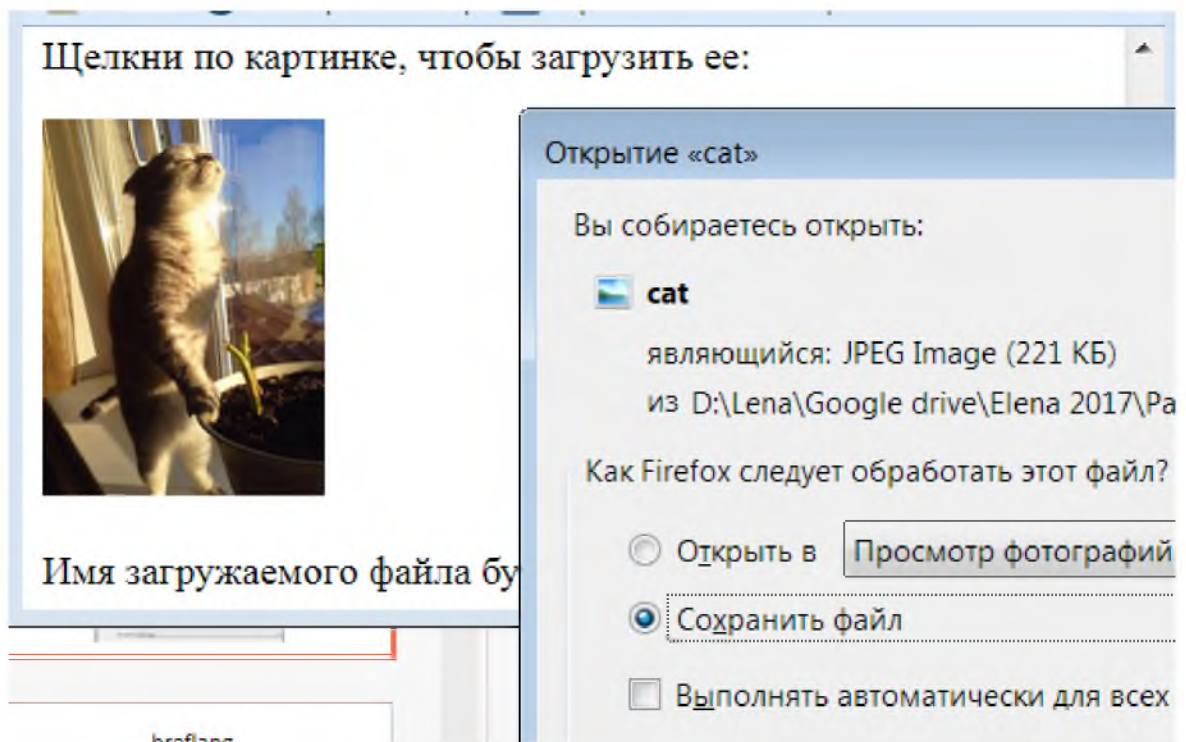 Щелкни по картинке, чтобы загрузить ее:
Имя загружаемого файла
Открытие «cat»
Вы собираетесь открыть:
cat
являющийся: JPEG Image (221 КБ)
из D:\Lena\Google drive\Elena 2017\Pa
Как Firefox следует обработать этот файл?
Открыть в Просмотр фотографий
Сохранить файл
Выполнять автоматически для всех